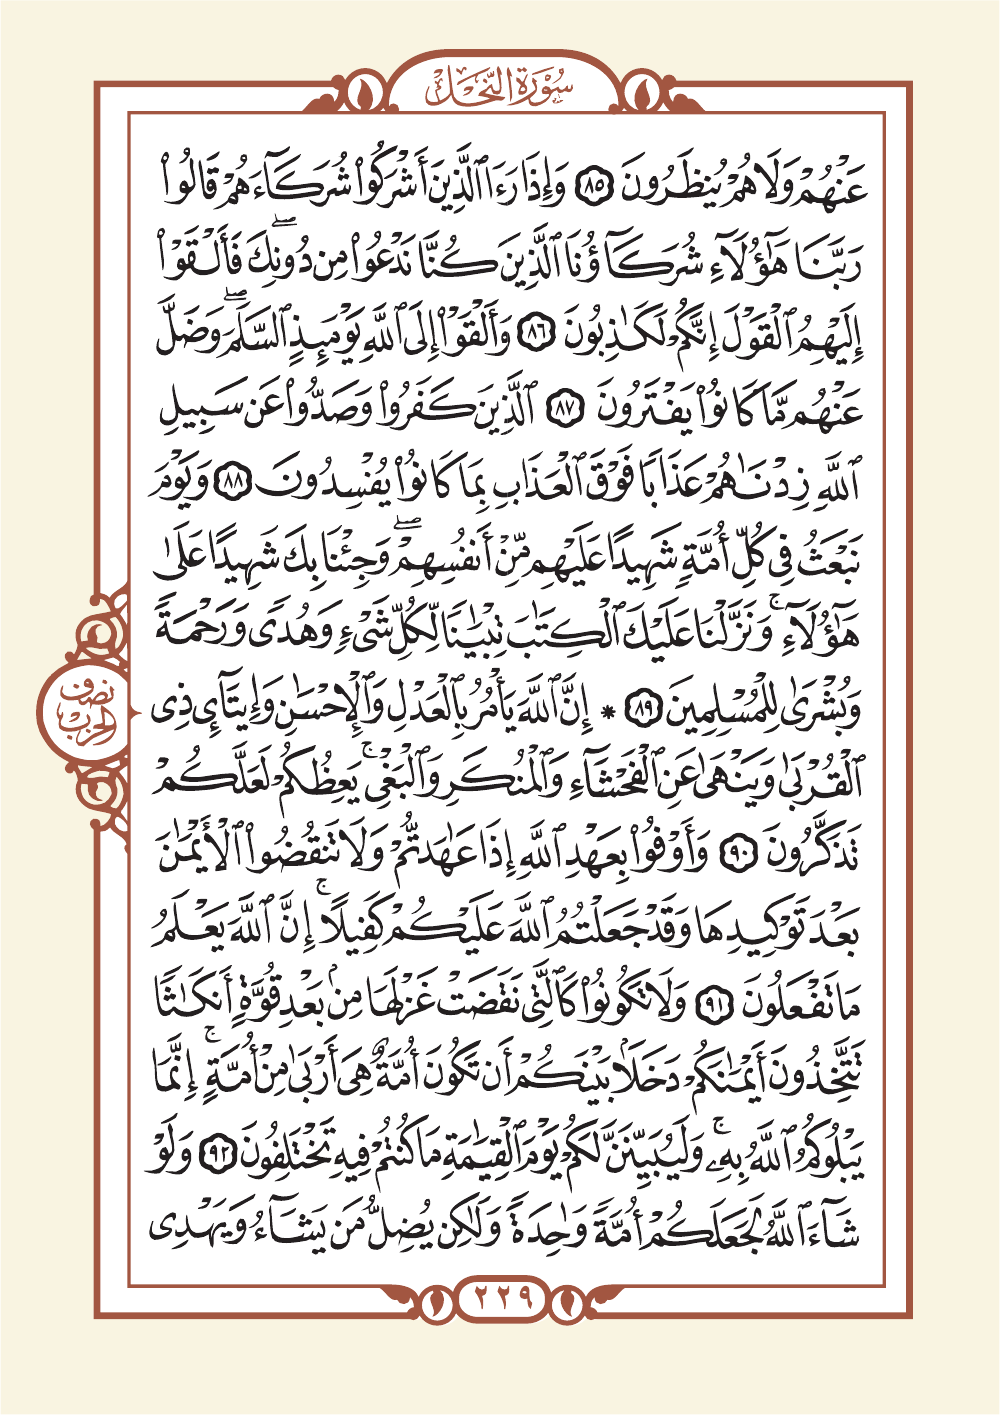 سُورَةُ النَّحْلِ
عَنْهُمْ وَلَا هُمْ يُنظَرُونَ ٨٥ وَإِذَا رَءَا ٱلَّذِينَ أَشْرَكُوا۟ شُرَكَآءَهُمْ قَالُوا۟
رَبَّنَا هَٰٓؤُلَآءِ شُرَكَآؤُنَا ٱلَّذِينَ كُنَّا نَدْعُوا۟ مِن دُونِكَ ۖ فَأَلْقَوْا۟
إِلَيْهِمُ ٱلْقَوْلَ إِنَّكُمْ لَكَٰذِبُونَ ٨٦ وَأَلْقَوْا۟ إِلَى ٱللَّهِ يَوْمَئِذٍ ٱلسَّلَمَ ۖ وَضَلَّ
عَنْهُم مَّا كَانُوا۟ يَفْتَرُونَ ٨٧ ٱلَّذِينَ كَفَرُوا۟ وَصَدُّوا۟ عَن سَبِيلِ
ٱللَّهِ زِدْنَٰهُمْ عَذَابًا فَوْقَ ٱلْعَذَابِ بِمَا كَانُوا۟ يُفْسِدُونَ ٨٨ وَيَوْمَ
نَبْعَثُ فِى كُلِّ أُمَّةٍ شَهِيدًا عَلَيْهِم مِّنْ أَنفُسِهِمْ ۖ وَجِئْنَا بِكَ شَهِيدًا عَلَىٰ
هَٰٓؤُلَآءِ ۚ وَنَزَّلْنَا عَلَيْكَ ٱلْكِتَٰبَ تِبْيَٰنًا لِّكُلِّ شَىْءٍ وَهُدًى وَرَحْمَةً
وَبُشْرَىٰ لِلْمُسْلِمِينَ ٨٩ * إِنَّ ٱللَّهَ يَأْمُرُ بِٱلْعَدْلِ وَٱلْإِحْسَٰنِ وَإِيتَآئِ ذِى
ٱلْقُرْبَىٰ وَيَنْهَىٰ عَنِ ٱلْفَحْشَآءِ وَٱلْمُنكَرِ وَٱلْبَغْىِ ۚ يَعِظُكُمْ لَعَلَّكُمْ
تَذَكَّرُونَ ٩٠ وَأَوْفُوا۟ بِعَهْدِ ٱللَّهِ إِذَا عَٰهَدتُّمْ وَلَا تَنقُضُوا۟ ٱلْأَيْمَٰنَ
بَعْدَ تَوْكِيدِهَا وَقَدْ جَعَلْتُمُ ٱللَّهَ عَلَيْكُمْ كَفِيلًا ۚ إِنَّ ٱللَّهَ يَعْلَمُ
مَا تَفْعَلُونَ ٩١ وَلَا تَكُونُوا۟ كَٱلَّتِى نَقَضَتْ غَزْلَهَا مِنۢ بَعْدِ قُوَّةٍ أَنكَٰثًا
تَتَّخِذُونَ أَيْمَٰنَكُمْ دَخَلًۢا بَيْنَكُمْ أَن تَكُونَ أُمَّةٌ هِىَ أَرْبَىٰ مِنْ أُمَّةٍ ۚ إِنَّمَا
يَبْلُوكُمُ ٱللَّهُ بِهِۦ ۚ وَلَيُبَيِّنَنَّ لَكُمْ يَوْمَ ٱلْقِيَٰمَةِ مَا كُنتُمْ فِيهِ تَخْتَلِفُونَ ٩٢ وَلَوْ
شَآءَ ٱللَّهُ لَجَعَلَكُمْ أُمَّةً وَٰحِدَةً وَلَٰكِن يُضِلُّ مَن يَشَآءُ وَيَهْدِى
نصف
الحزب
٢٢٩